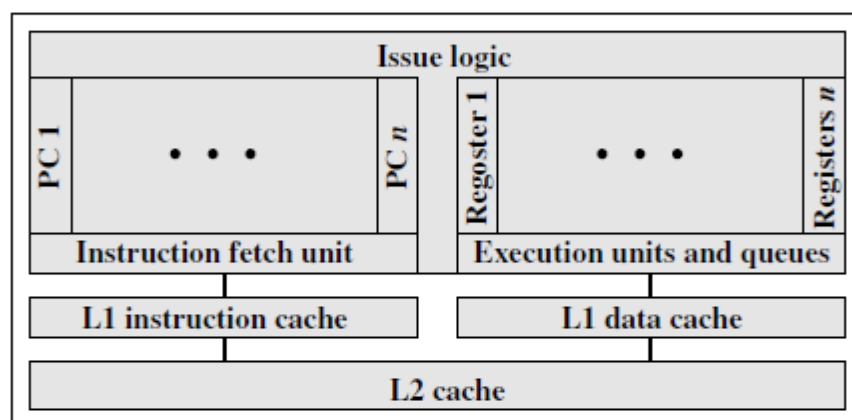 Issue logic
PC 1
PC n
Regoster 1
Registers n
Instruction fetch unit
Execution units and queues
L1 instruction cache
L1 data cache
L2 cache